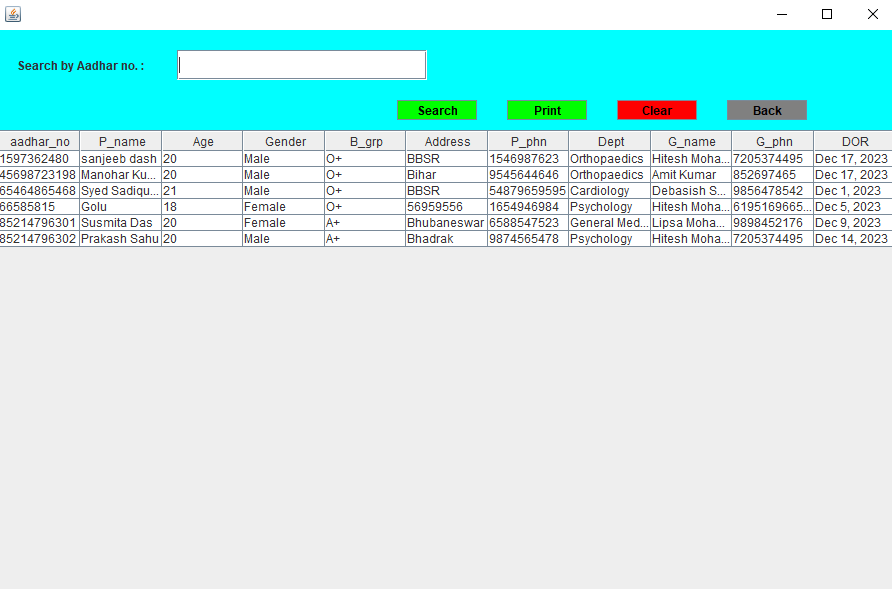 Search by Aadhar no. :
Search Print Clear Back
aadhar_no P_name Age Gender B_grp Address P_phn Dept G_name G_phn DOR
1597362480 sanjeeb dash 20 Male O+ BBSR 1546987623 Orthopaedics Hitesh Moha... 7205374495 Dec 17, 2023
45698723198 Manohar Ku... 20 Male O+ Bihar 9545644646 Orthopaedics Amit Kumar 852697465 Dec 17, 2023
65464865468 Syed Sadiqu... 21 Male O+ BBSR 54879659595 Cardiology Debasish S... 9856478542 Dec 1, 2023
66585815 Golu 18 Female O+ 56959556 1654946984 Psychology Hitesh Moha... 6195169665... Dec 5, 2023
85214796301 Susmita Das 20 Female A+ Bhubaneswar 6588547523 General Med... Lipsa Moha... 9898452176 Dec 9, 2023
85214796302 Prakash Sahu 20 Male A+ Bhadrak 9874565478 Psychology Hitesh Moha... 7205374495 Dec 14, 2023